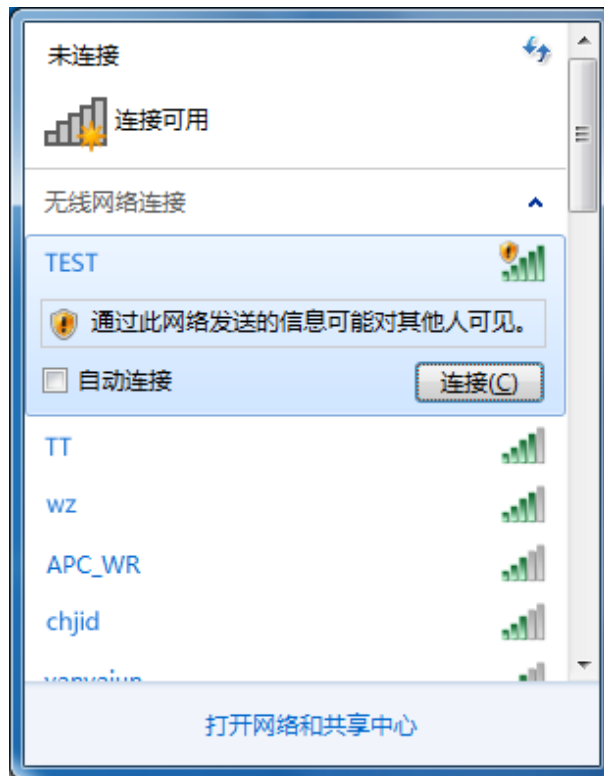 未连接
连接可用
无线网络连接
TEST
通过此网络发送的信息可能对其他人可见。
自动连接
连接(C)
TT
wz
APC_WR
chjid
打开网络和共享中心